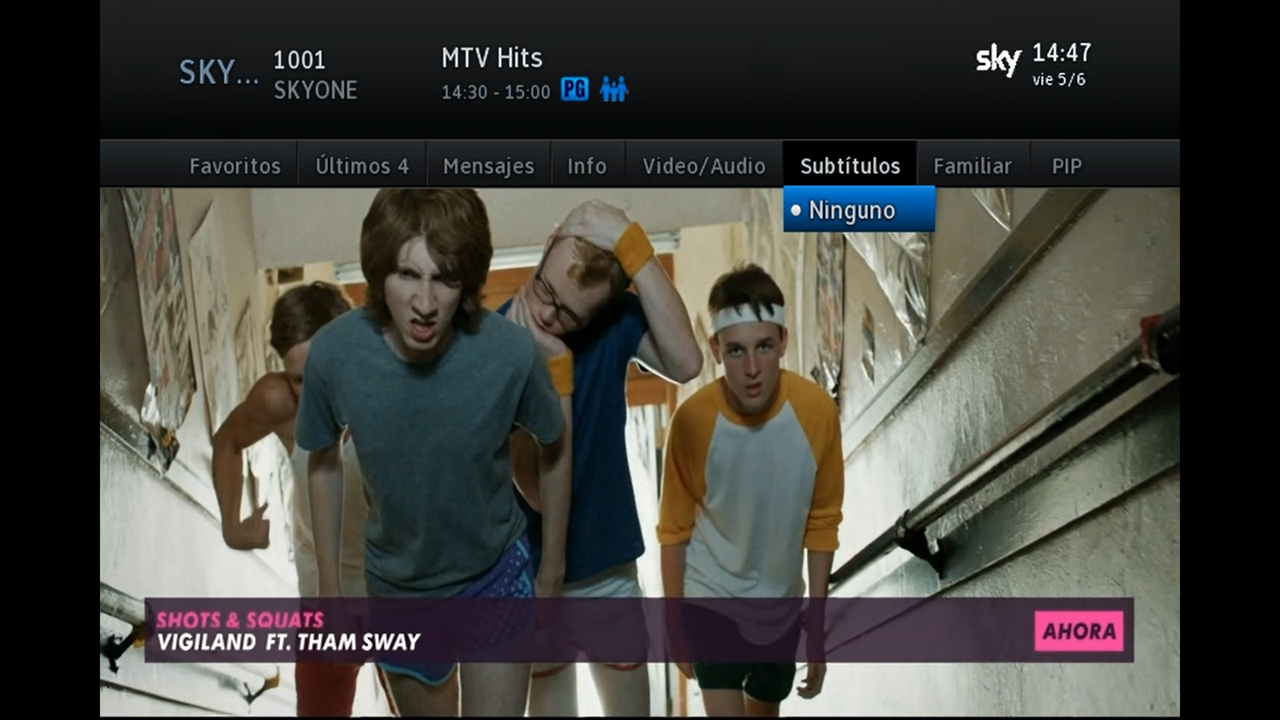 SKY...
1001
SKYONE
MTV Hits
14:30 - 15:00 PG
sky 14:47
vie 5/6
Favoritos Últimos 4 Mensajes Info Video/Audio Subtítulos Familiar PIP
Ninguno
SHOTS & SQUATS
VIGILAND FT. THAM SWAY
AHORA